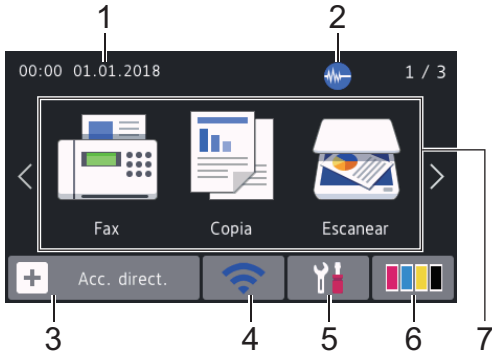 1 2
00:00 01.01.2018 1 / 3
Fax Copia Escanear
+ Acc. direct.
3 4 5 6 7